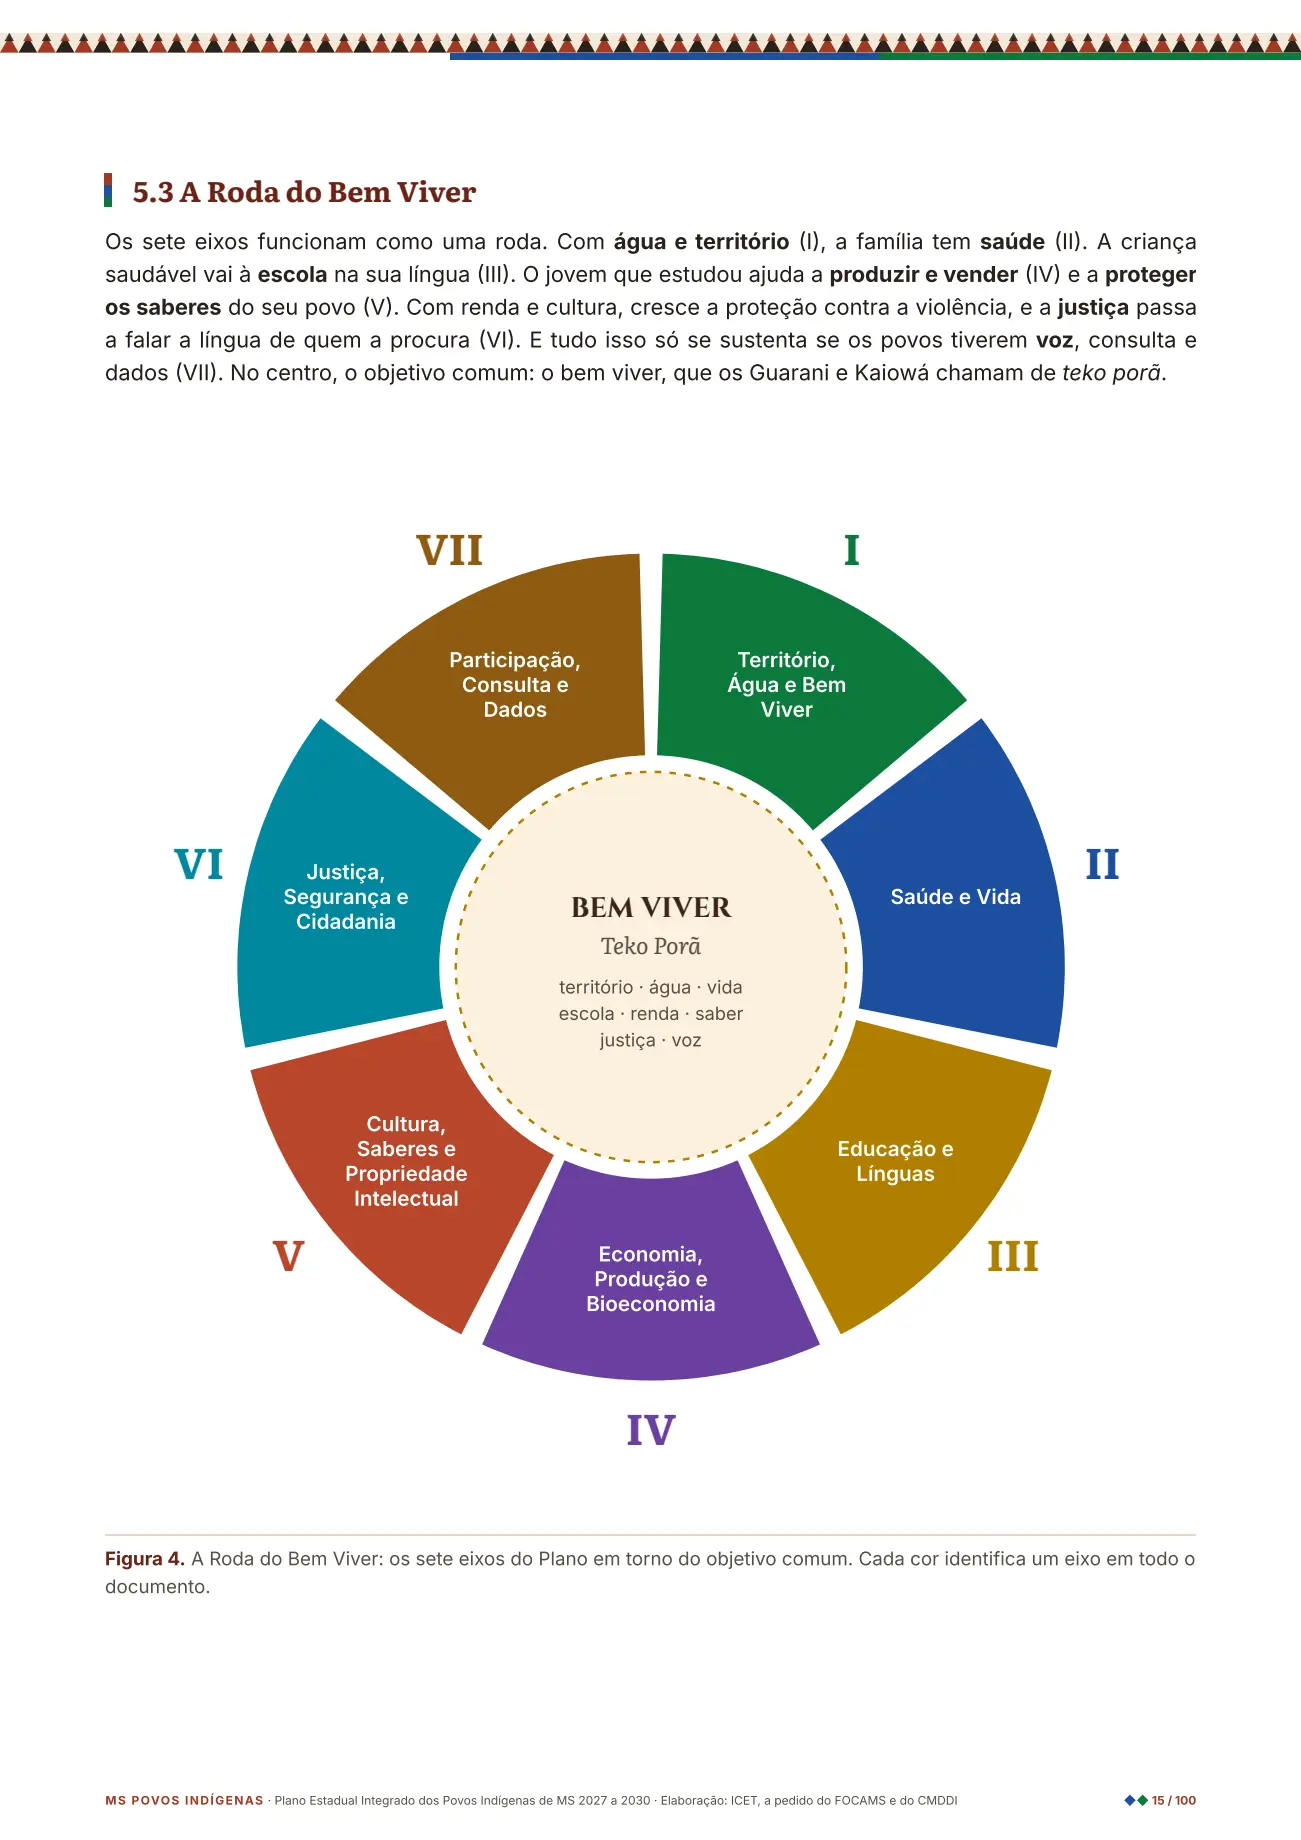 5.3 A Roda do Bem Viver
Os sete eixos funcionam como uma roda. Com água e território (I), a família tem saúde (II). A criança
saudável vai à escola na sua língua (III). O jovem que estudou ajuda a produzir e vender (IV) e a proteger
os saberes do seu povo (V). Com renda e cultura, cresce a proteção contra a violência, e a justiça passa
a falar a língua de quem a procura (VI). E tudo isso só se sustenta se os povos tiverem voz, consulta e
dados (VII). No centro, o objetivo comum: o bem viver, que os Guarani e Kaiowá chamam de teko porã.
I
Território,
Água e Bem
Viver
II
Saúde e Vida
III
Educação e
Línguas
IV
Economia,
Produção e
Bioeconomia
V
Cultura,
Saberes e
Propriedade
Intelectual
VI
Justiça,
Segurança e
Cidadania
VII
Participação,
Consulta e
Dados
BEM VIVER
Teko Porã
território · água · vida
escola · renda · saber
justiça · voz
Figura 4. A Roda do Bem Viver: os sete eixos do Plano em torno do objetivo comum. Cada cor identifica um eixo em todo o
documento.
MS POVOS INDÍGENAS · Plano Estadual Integrado dos Povos Indígenas de MS 2027 a 2030 · Elaboração: ICET, a pedido do FOCAMS e do CMDDI
15 / 100